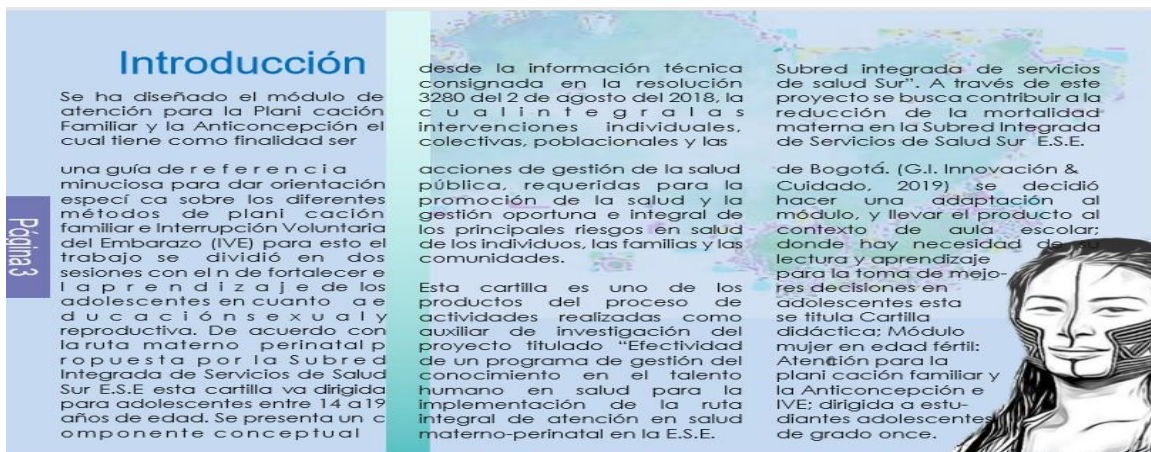 Introducción
Se ha diseñado el módulo de
atención para la Plani cación
Familiar y la Anticoncepción el
cual tiene como finalidad ser
una guía de r e f e r e n c i a
minuciosa para dar orientación
especí ca sobre los diferentes
métodos de plani cación
familiar e Interrupción Voluntaria
del Embarazo (IVE) para esto el
trabajo se dividió en dos
sesiones con el n de fortalecer e
l a p r e n d i z a j e de los
adolescentes en cuanto a e
d u c a c i ó n s e x u a l y
reproductiva. De acuerdo con
la ruta materno perinatal p
r o p u e s t a p o r l a S u b r e d
Integrada de Servicios de Salud
Sur E.S.E esta cartilla va dirigida
para adolescentes entre 14 a19
años de edad. Se presenta un c
o m p o n e n t e c o n c e p t u a l
desde la información técnica
consignada en la resolución
3280 del 2 de agosto del 2018, la
c u a l i n t e g r a l a s
intervenciones individuales,
colectivas, poblacionales y las
acciones de gestión de la salud
pública, requeridas para la
promoción de la salud y la
gestión oportuna e integral de
los principales riesgos en salud
de los individuos, las familias y las
comunidades.
Esta cartilla es uno de los
productos del proceso de
actividades realizadas como
auxiliar de investigación del
proyecto titulado "Efectividad
de un programa de gestión del
conocimiento en el talento
humano en salud para la
implementación de la ruta
integral de atención en salud
materno-perinatal en la E.S.E.
Subred integrada de servicios
de salud Sur". A través de este
proyecto se busca contribuir a la
reducción de la mortalidad
materna en la Subred Integrada
de Servicios de Salud Sur E.S.E.
de Bogotá. (G.I. Innovación &
Cuidado, 2019) se decidió
hacer una adaptación al
módulo, y llevar el producto al
contexto de aula escolar;
donde hay necesidad de su
lectura y aprendizaje
para la toma de mejo-
res decisiones en
adolescentes esta
se titula Cartilla
didáctica; Módulo
mujer en edad fértil:
Atención para la
plani cación familiar y
la Anticoncepción e
IVE; dirigida a estu-
diantes adolescentes
de grado once.
Página 3